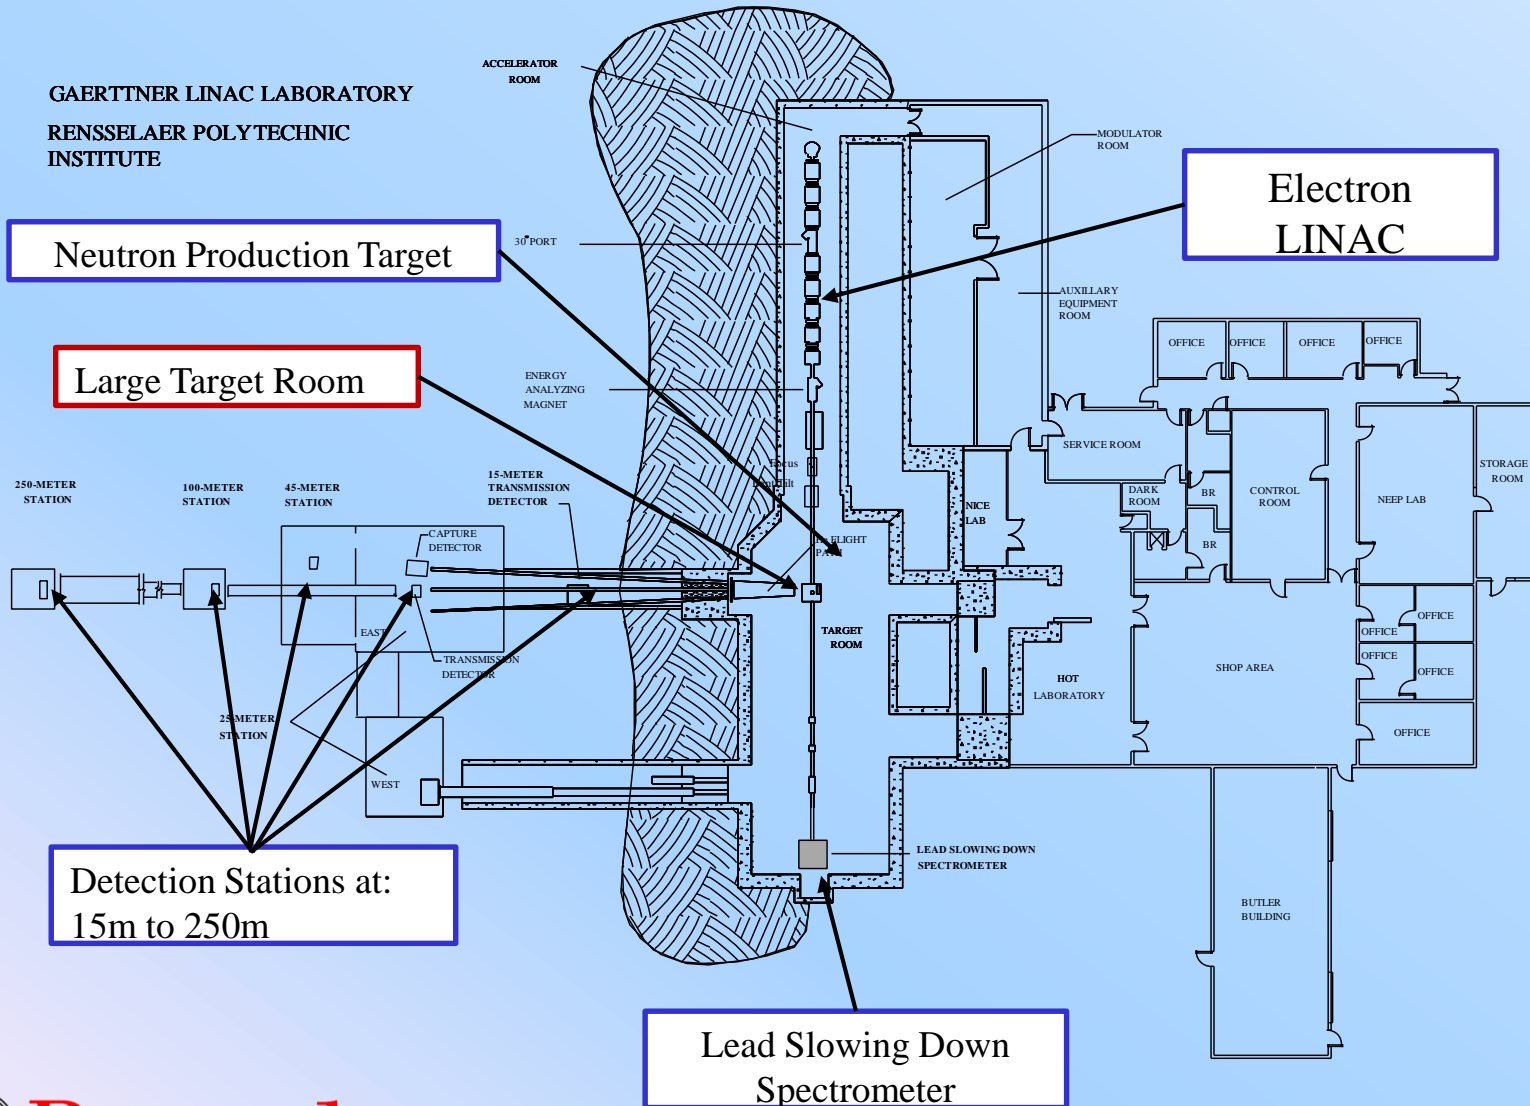 GAERTTNER LINAC LABORATORY
RENSSELAER POLYTECHNIC
INSTITUTE
ACCELERATOR
ROOM
MODULATOR
ROOM
Electron
LINAC
Neutron Production Target
30° PORT
AUXILLARY
EQUIPMENT
ROOM
OFFICE
OFFICE
OFFICE
OFFICE
Large Target Room
ENERGY
ANALYZING
MAGNET
SERVICE ROOM
STORAGE
ROOM
250-METER
STATION
100-METER
STATION
45-METER
STATION
15-METER
TRANSMISSION
DETECTOR
Focus
DARK
ROOM
BR
CONTROL
ROOM
NEEP LAB
NICE
LAB
CAPTURE
DETECTOR
FLIGHT
PATH
BR
EAST
TARGET
ROOM
OFFICE
OFFICE
OFFICE
OFFICE
TRANSMISSION
DETECTOR
SHOP AREA
HOT
LABORATORY
25-METER
STATION
OFFICE
WEST
LEAD SLOWING DOWN
SPECTROMETER
Detection Stations at:
15m to 250m
BUTLER
BUILDING
Lead Slowing Down
Spectrometer